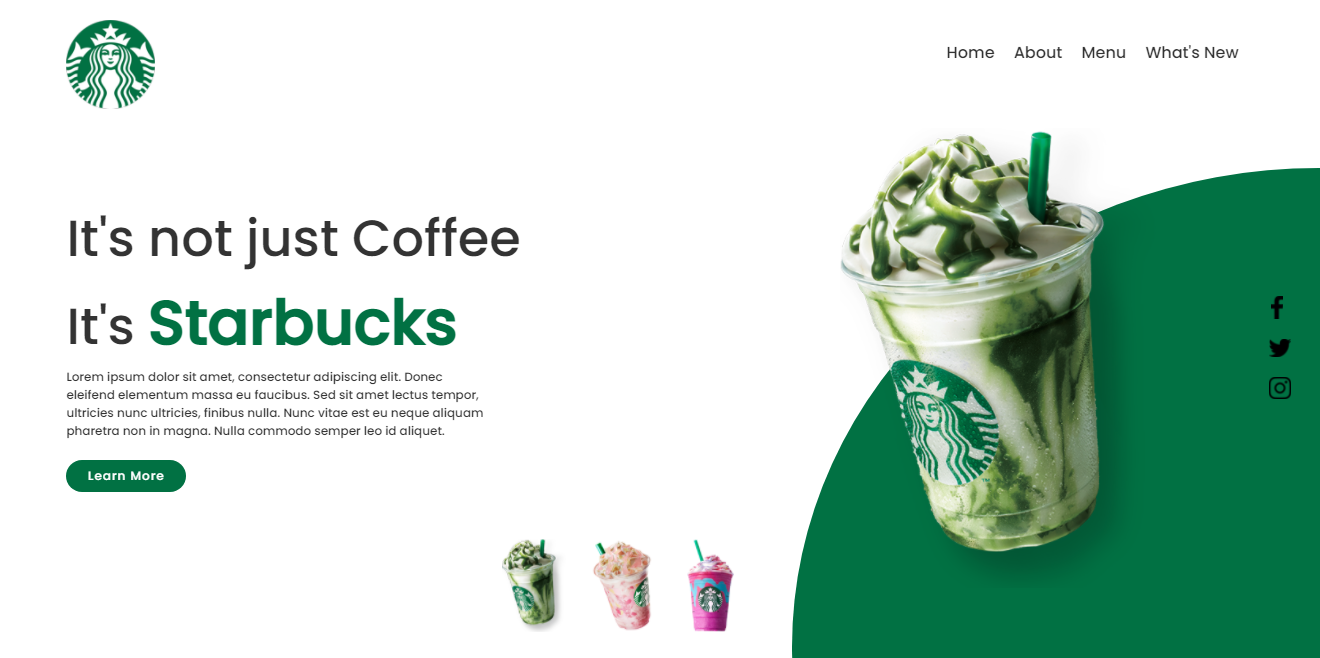 Home About Menu What's New
It's not just Coffee
It's Starbucks
Lorem ipsum dolor sit amet, consectetur adipiscing elit. Donec
eleifend elementum massa eu faucibus. Sed sit amet lectus tempor,
ultricies nunc ultricies, finibus nulla. Nunc vitae est eu neque aliquam
pharetra non in magna. Nulla commodo semper leo id aliquet.
Learn More